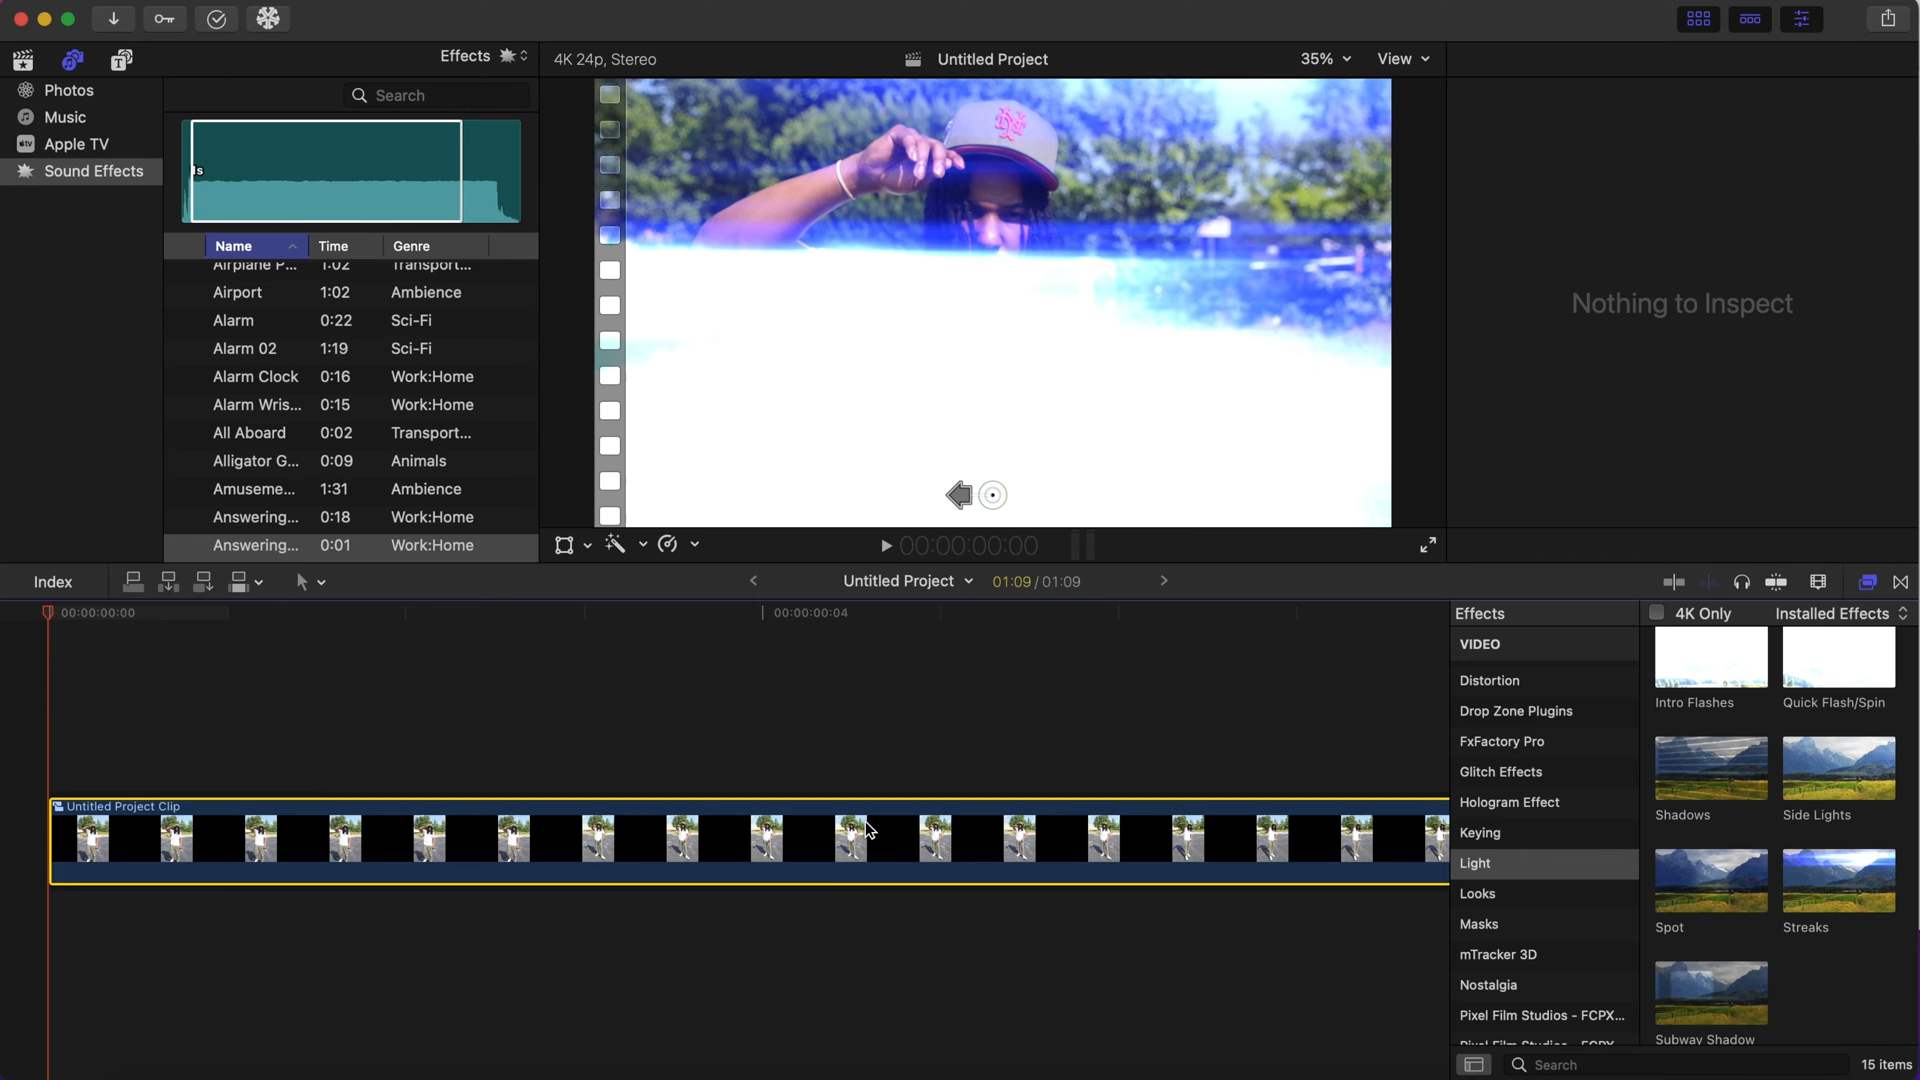 Effects
4K 24p, Stereo
Untitled Project
35%
View
Photos
Music
Apple TV
Sound Effects
Search
ls
Name
Time
Genre
Airplane P...
1:02
Transport...
Airport
1:02
Ambience
Alarm
0:22
Sci-Fi
Alarm 02
1:19
Sci-Fi
Alarm Clock
0:16
Work:Home
Alarm Wris...
0:15
Work:Home
All Aboard
0:02
Transport...
Alligator G...
0:09
Animals
Amuseme...
1:31
Ambience
Answering...
0:18
Work:Home
Answering...
0:01
Work:Home
Nothing to Inspect
00:00:00:00
Index
Untitled Project
01:09 / 01:09
00:00:00:00
00:00:00:04
Untitled Project Clip
Effects
4K Only
Installed Effects
VIDEO
Distortion
Drop Zone Plugins
FxFactory Pro
Glitch Effects
Hologram Effect
Keying
Light
Looks
Masks
mTracker 3D
Nostalgia
Pixel Film Studios - FCPX...
Intro Flashes
Quick Flash/Spin
Shadows
Side Lights
Spot
Streaks
Subway Shadow
Search
15 items